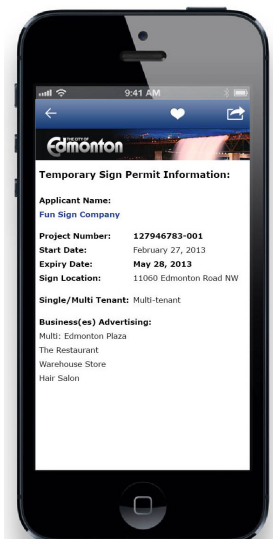 9:41 AM
THE CITY OF
Edmonton
Temporary Sign Permit Information:
Applicant Name:
Fun Sign Company
Project Number: 127946783-001
Start Date: February 27, 2013
Expiry Date: May 28, 2013
Sign Location: 11060 Edmonton Road NW
Single/Multi Tenant: Multi-tenant
Business(es) Advertising:
Multi: Edmonton Plaza
The Restaurant
Warehouse Store
Hair Salon